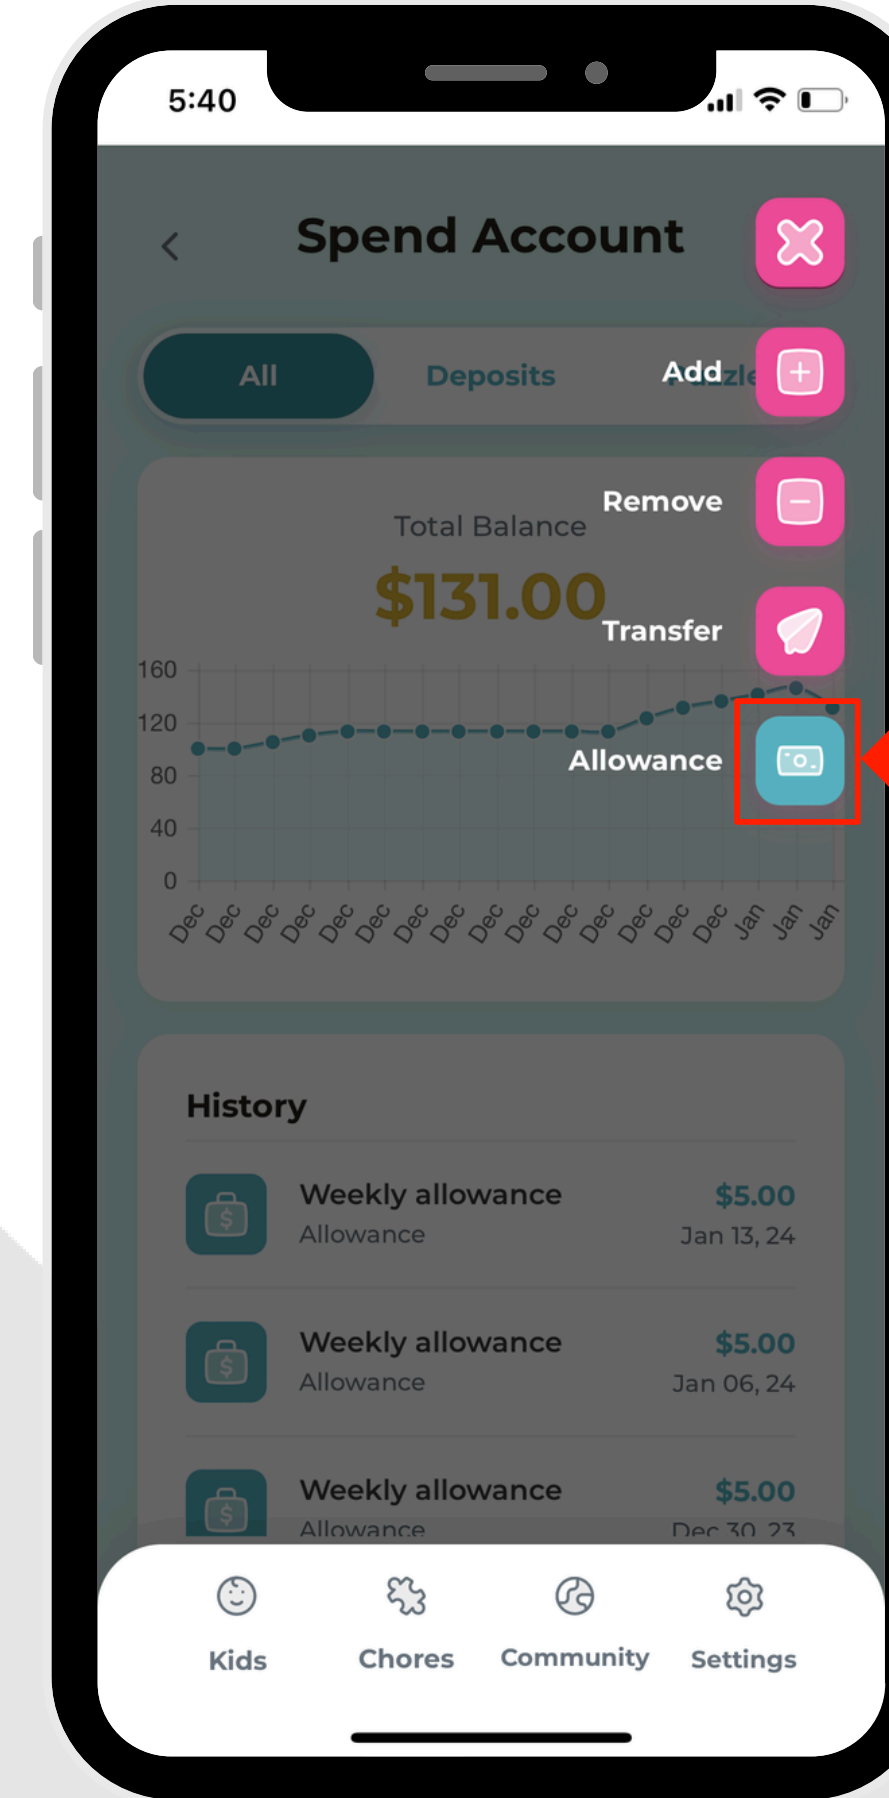 5:40
Spend Account
All
Deposits
Add
Remove
Total Balance
$131.00
Transfer
Allowance
160
120
80
40
0
Dec Dec Dec Dec Dec Dec Dec Dec Dec Dec Dec Dec Dec Dec Dec Jan Jan Jan
History
Weekly allowance $5.00
Allowance Jan 13, 24
Weekly allowance $5.00
Allowance Jan 06, 24
Weekly allowance $5.00
Allowance Dec 30, 23
Kids Chores Community Settings